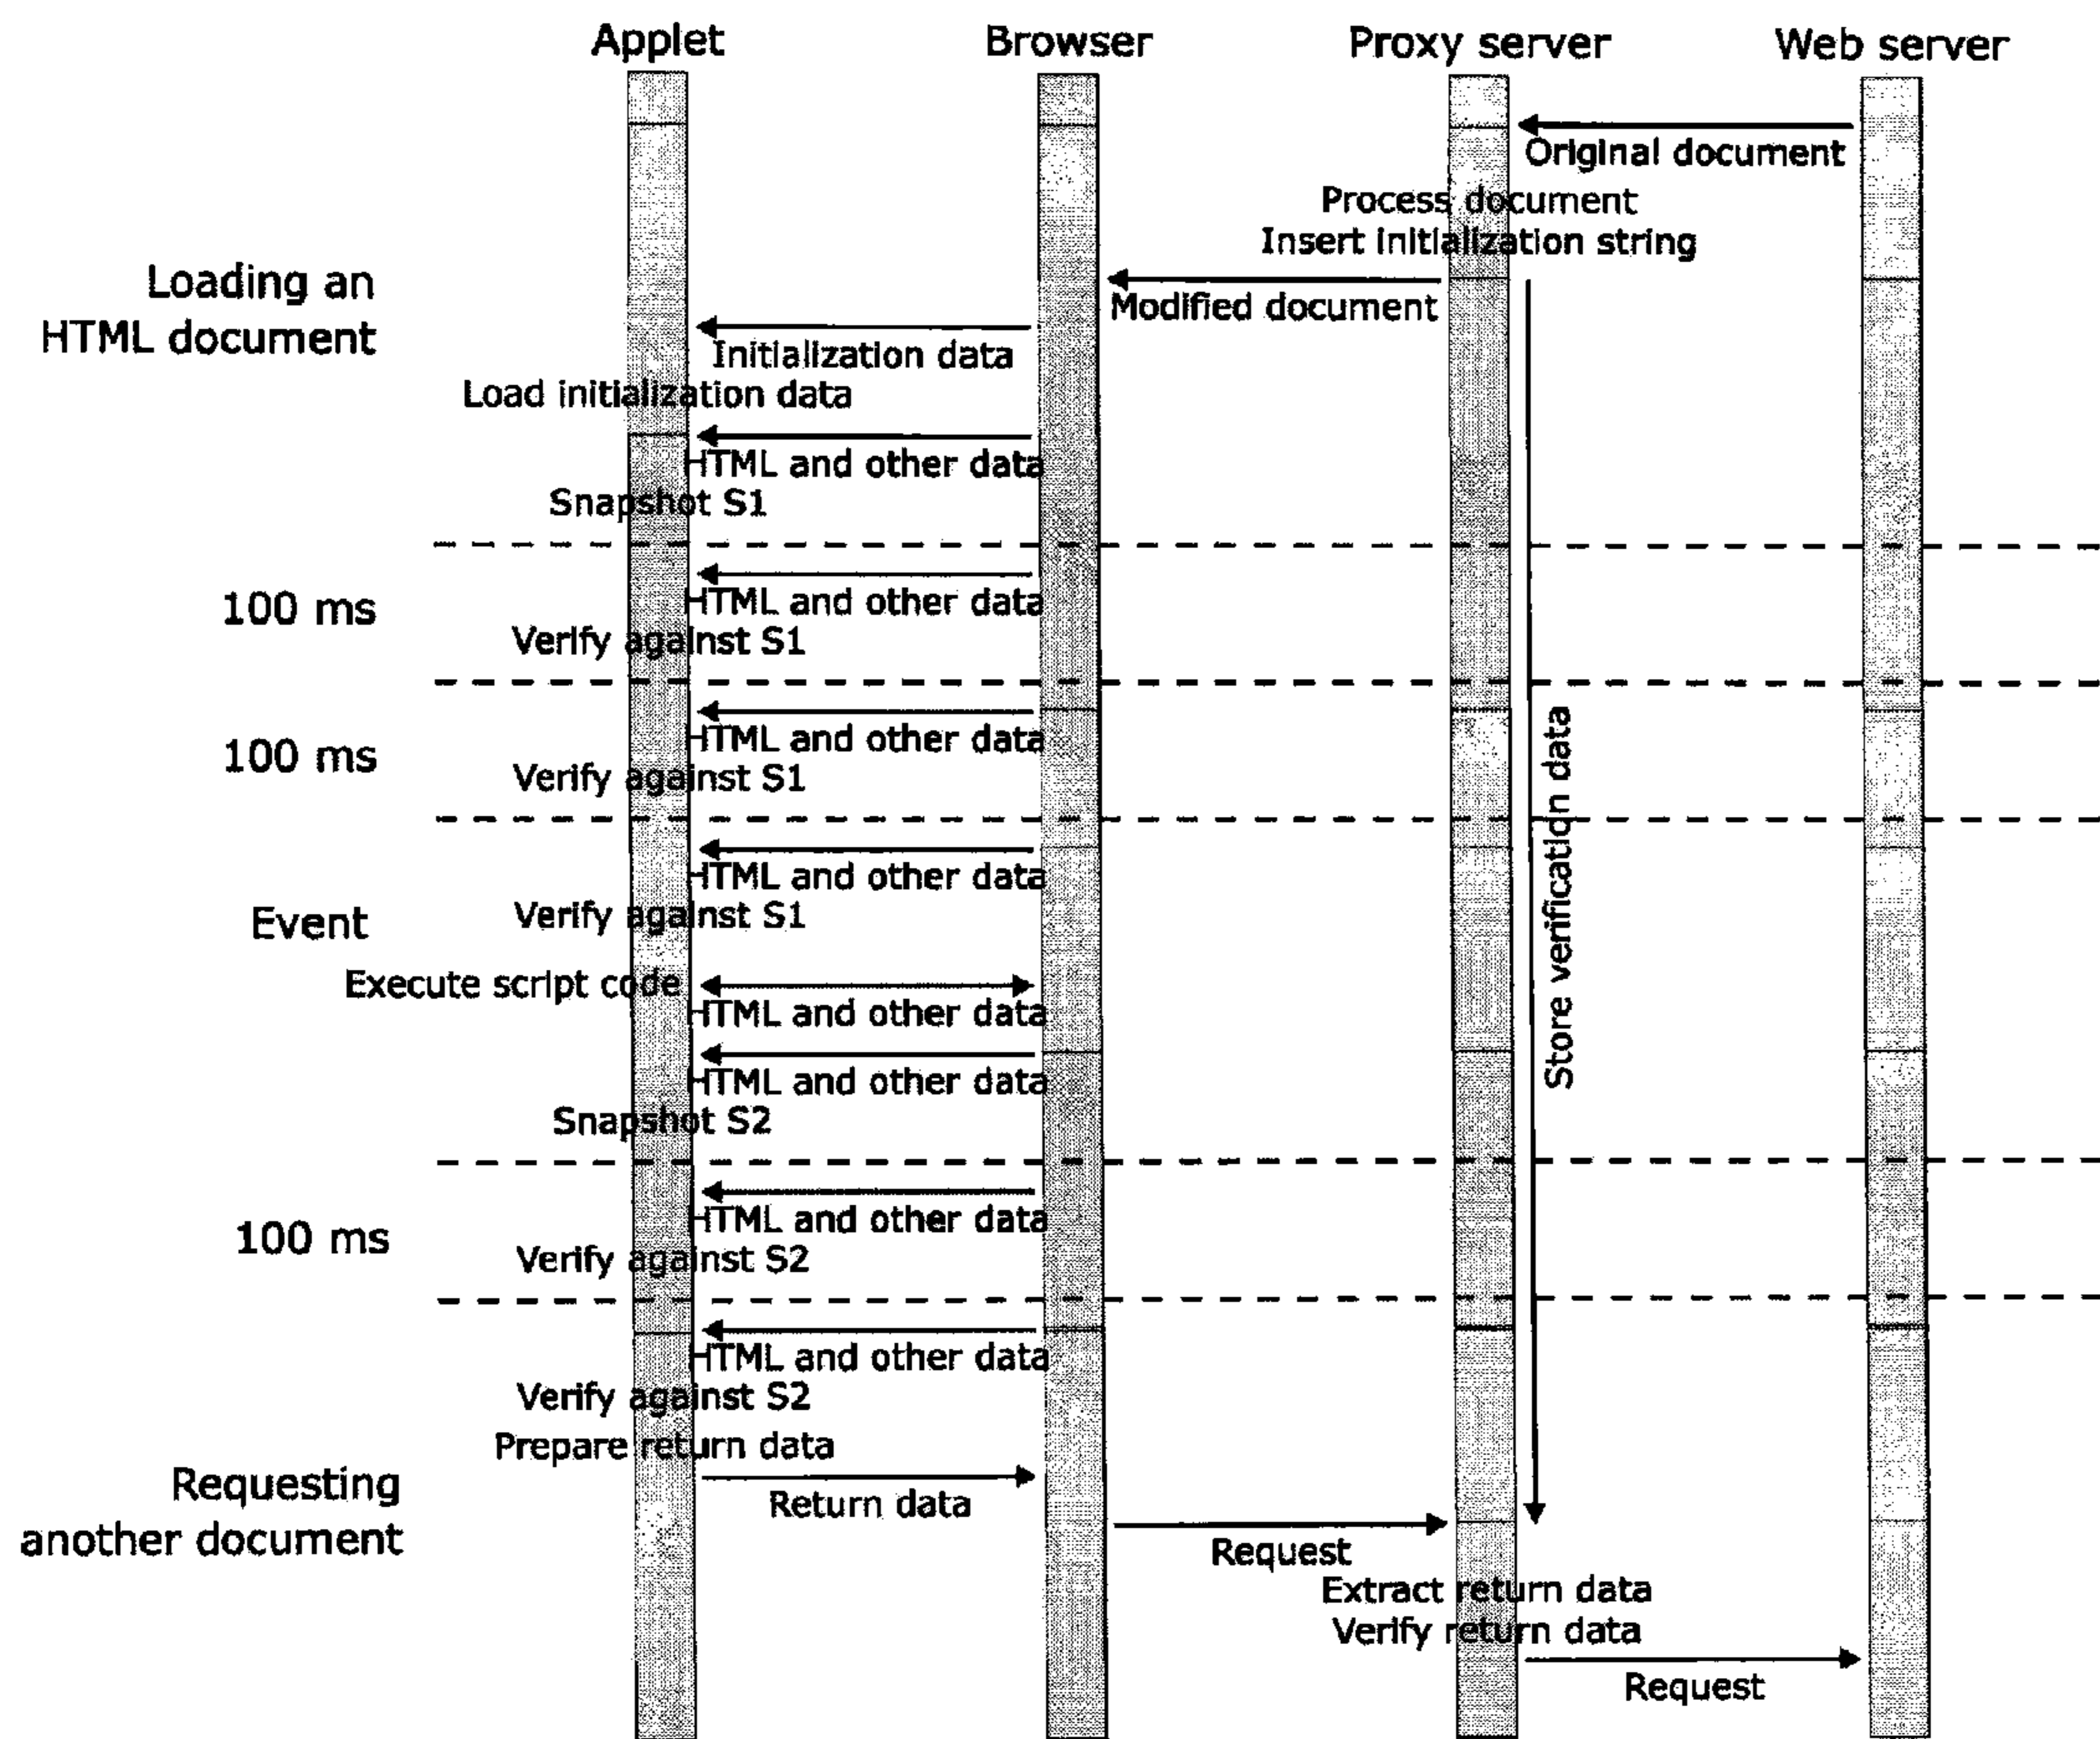 Applet
Browser
Proxy server
Web server
Original document
Process document
Insert initialization string
Loading an
HTML document
Modified document
Initialization data
Load initialization data
HTML and other data
Snapshot S1
100 ms
HTML and other data
Verify against S1
100 ms
HTML and other data
Verify against S1
Store verification data
Event
HTML and other data
Verify against S1
Execute script code
HTML and other data
HTML and other data
Snapshot S2
100 ms
HTML and other data
Verify against S2
HTML and other data
Verify against S2
Prepare return data
Requesting
another document
Return data
Request
Extract return data
Verify return data
Request